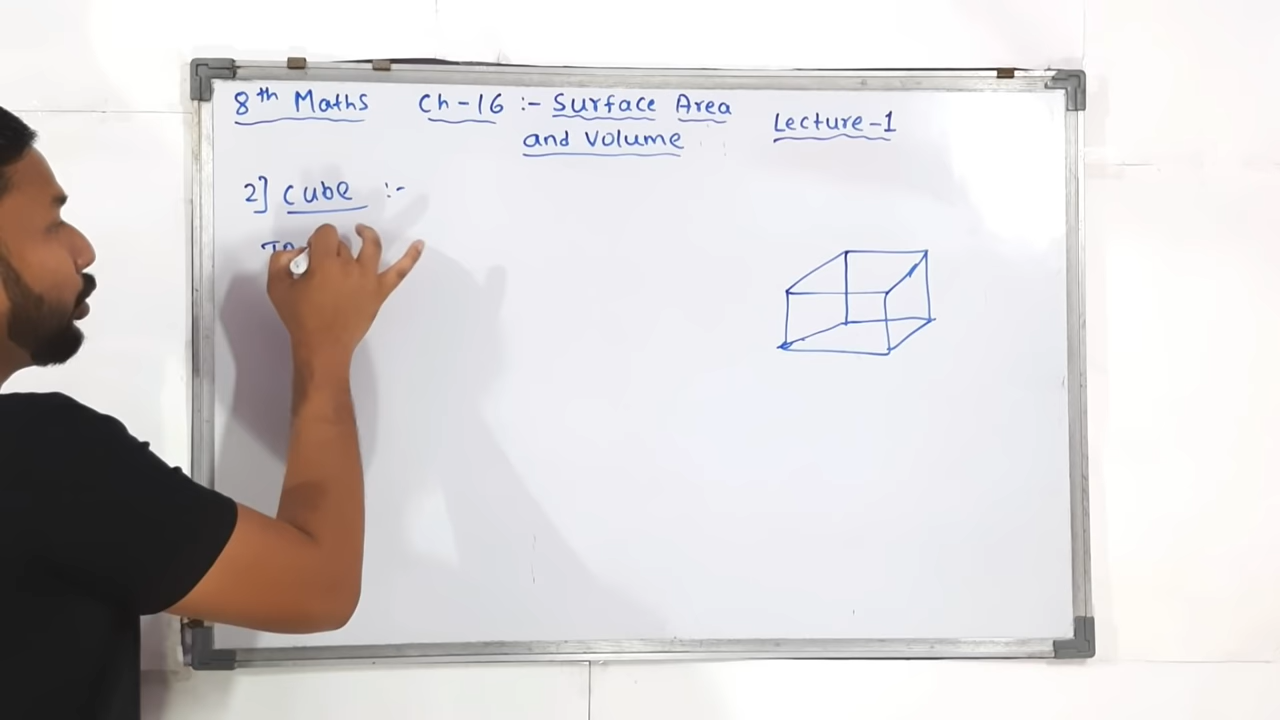 8th Maths Ch-16 :- Surface Area
and Volume
Lecture-1
2] Cube :-